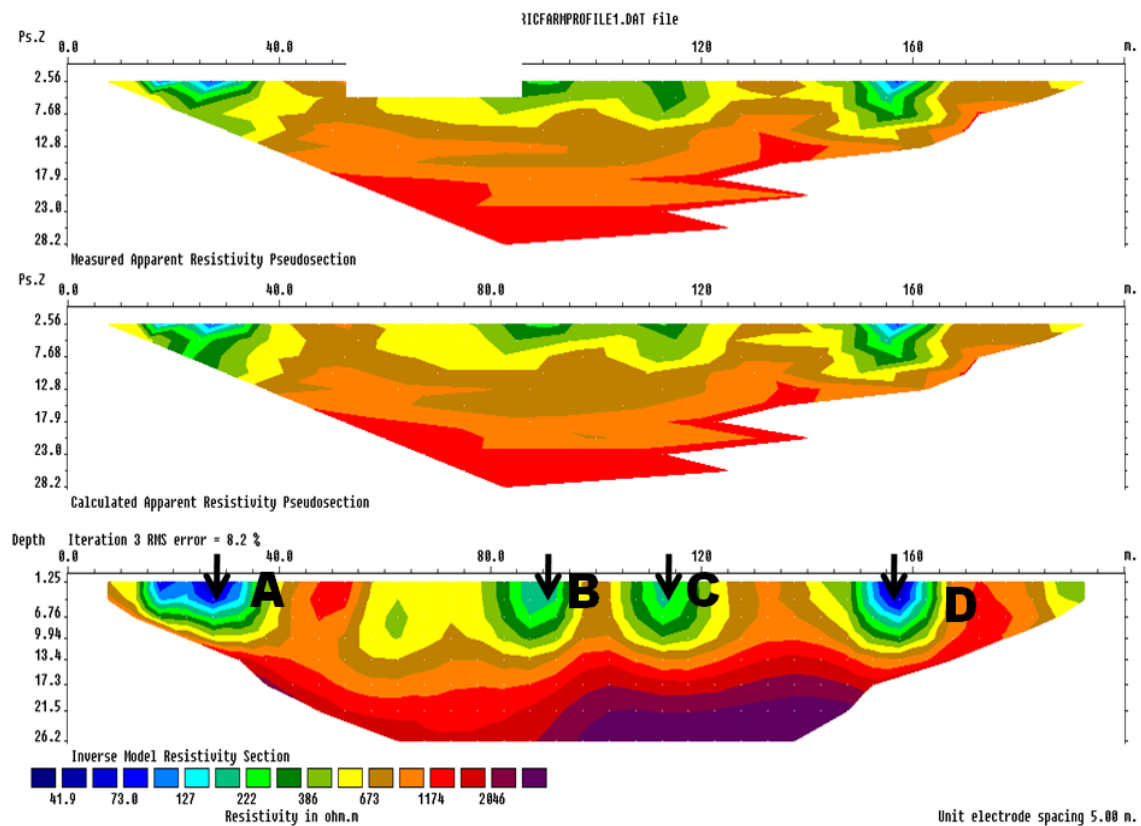 RICFARMPROFILE1.DAT file
Ps.Z 0.0 40.0 120 160 m.
2.56
7.68
12.8
17.9
23.0
28.2
Measured Apparent Resistivity Pseudosection
Ps.Z 0.0 40.0 80.0 120 160 m.
2.56
7.68
12.8
17.9
23.0
28.2
Calculated Apparent Resistivity Pseudosection
Depth Iteration 3 RMS error = 8.2 %
0.0 40.0 80.0 120 160 m.
1.25
A B C D
6.76
9.94
13.4
17.3
21.5
26.2
Inverse Model Resistivity Section
41.9 73.0 127 222 386 673 1174 2046
Resistivity in ohm.m
Unit electrode spacing 5.00 m.